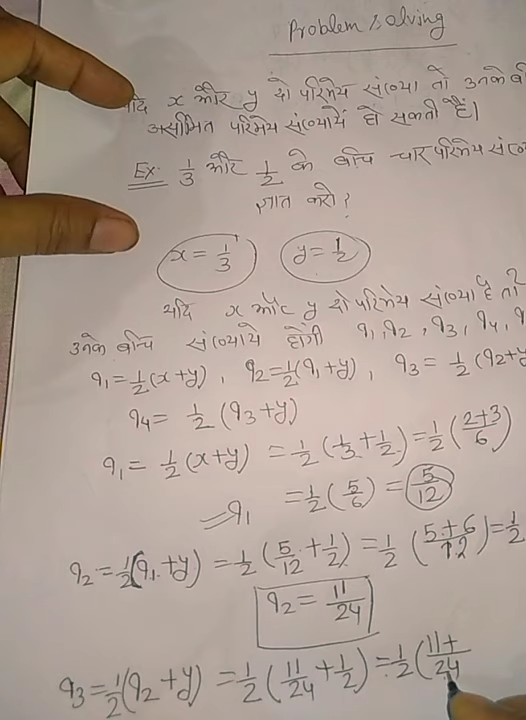 Problem solving
यदि x और y दो परिमेय संख्या तो उनके
असीमित परिमेय संख्यायें हो सकती हैं।
Ex. 1/3 और 1/2 के बीच चार परिमेय
ज्ञात करो?
x = 1/3 y = 1/2
यदि x और y दो परिमेय संख्या है तो
उनके बीच संख्याये होंगी q1, q2, q3, q4,
q1 = 1/2(x+y), q2 = 1/2(q1+y), q3 = 1/2(q2+y
q4 = 1/2(q3+y)
q1 = 1/2(x+y) = 1/2(1/3+1/2) = 1/2(2+3/6)
= 1/2(5/6) = 5/12
⇒ q1
q2 = 1/2(q1+y) = 1/2(5/12+1/2) = 1/2(5+6/12) = 1/2
q2 = 11/24
q3 = 1/2(q2+y) = 1/2(11/24+1/2) = 1/2(11+/24